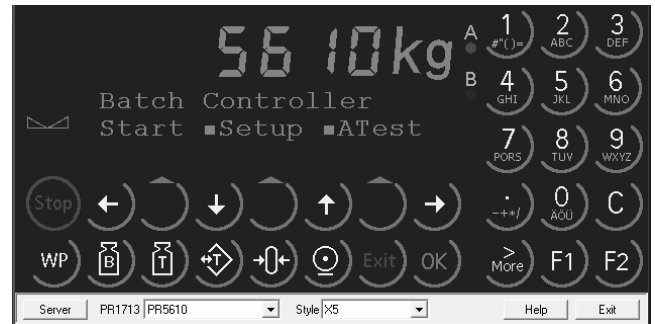 5610kg
Batch Controller
Start ■Setup ■ATest
A
B
1 #"()=
2 ABC
3 DEF
4 GHI
5 JKL
6 MNO
7 PQRS
8 TUV
9 WXYZ
. -+*/
0 ÄÖÜ
C
Stop
WP
B
T
T
0
Exit
OK
> More
F1
F2
Server PR1713 PR5610 Style X5 Help Exit